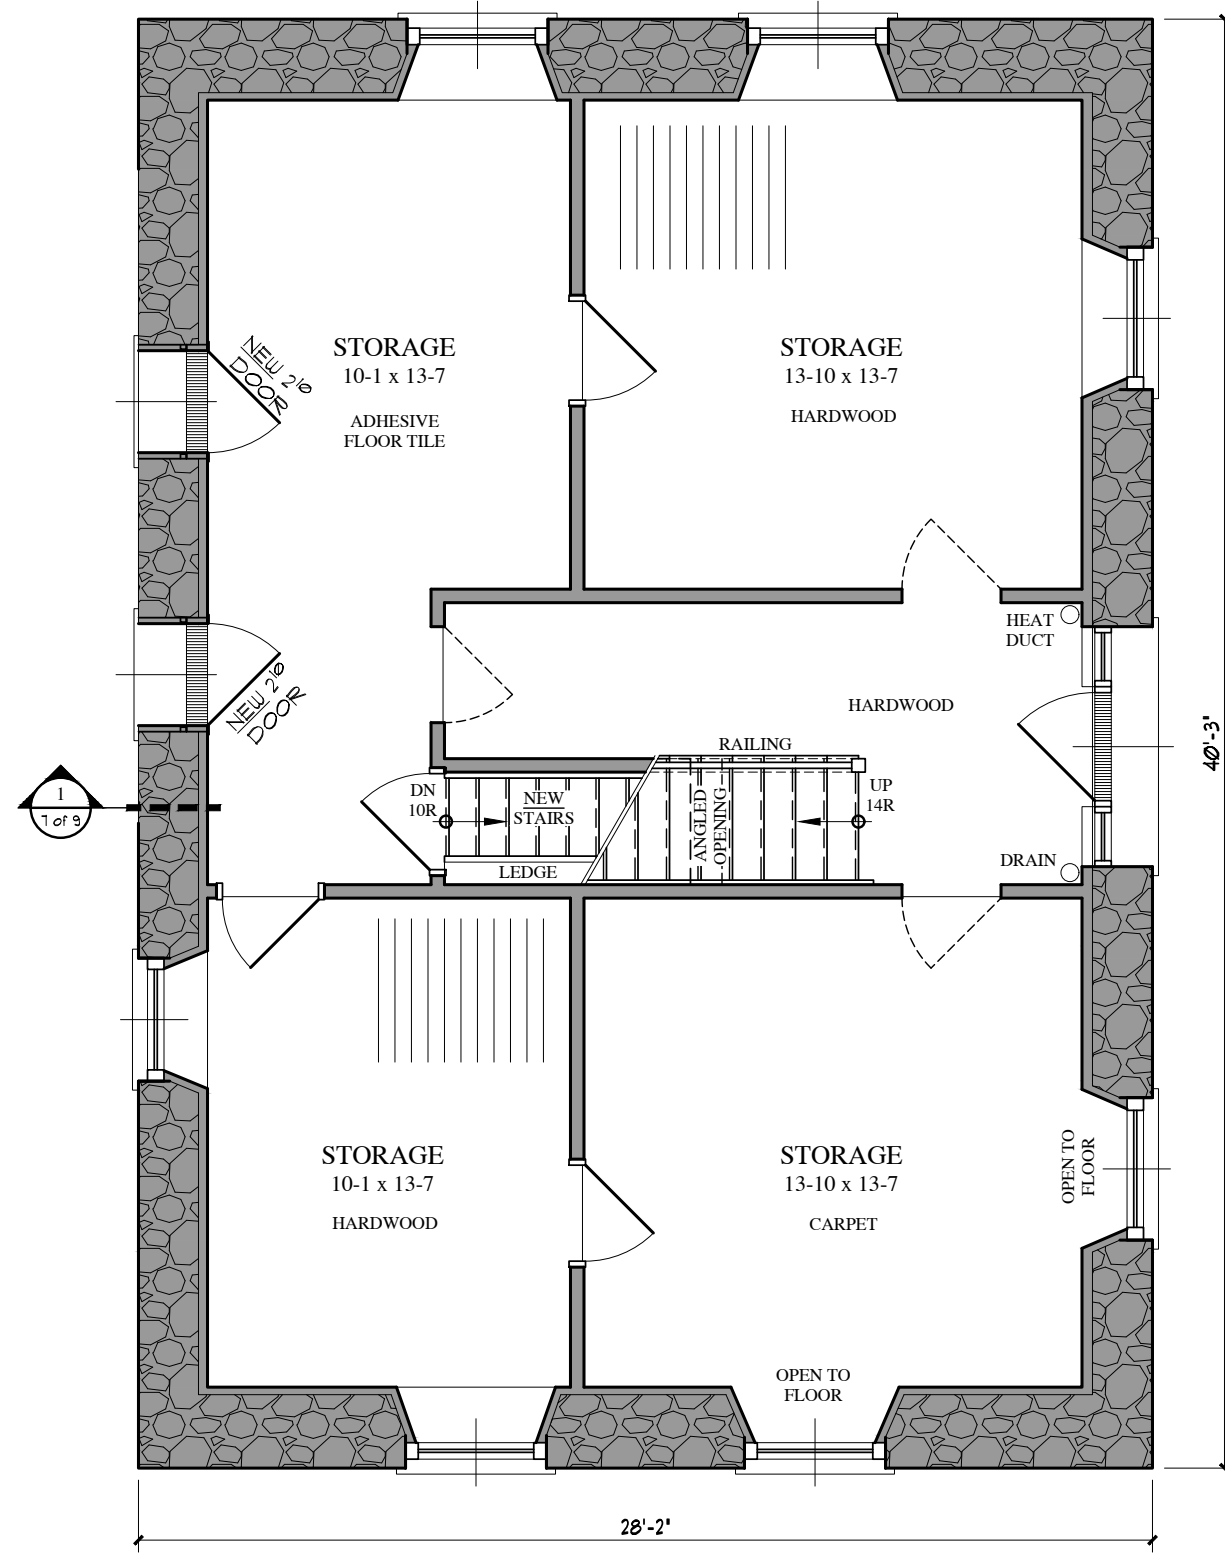 NEW 2'10
DOOR
STORAGE
10-1 x 13-7
ADHESIVE
FLOOR TILE
STORAGE
13-10 x 13-7
HARDWOOD
HEAT
DUCT
NEW 2'10
DOOR
HARDWOOD
40'-3"
RAILING
1
7 of 9
DN
10R
NEW
STAIRS
ANGLED
OPENING
UP
14R
LEDGE
DRAIN
STORAGE
10-1 x 13-7
HARDWOOD
STORAGE
13-10 x 13-7
CARPET
OPEN TO
FLOOR
OPEN TO
FLOOR
28'-2"